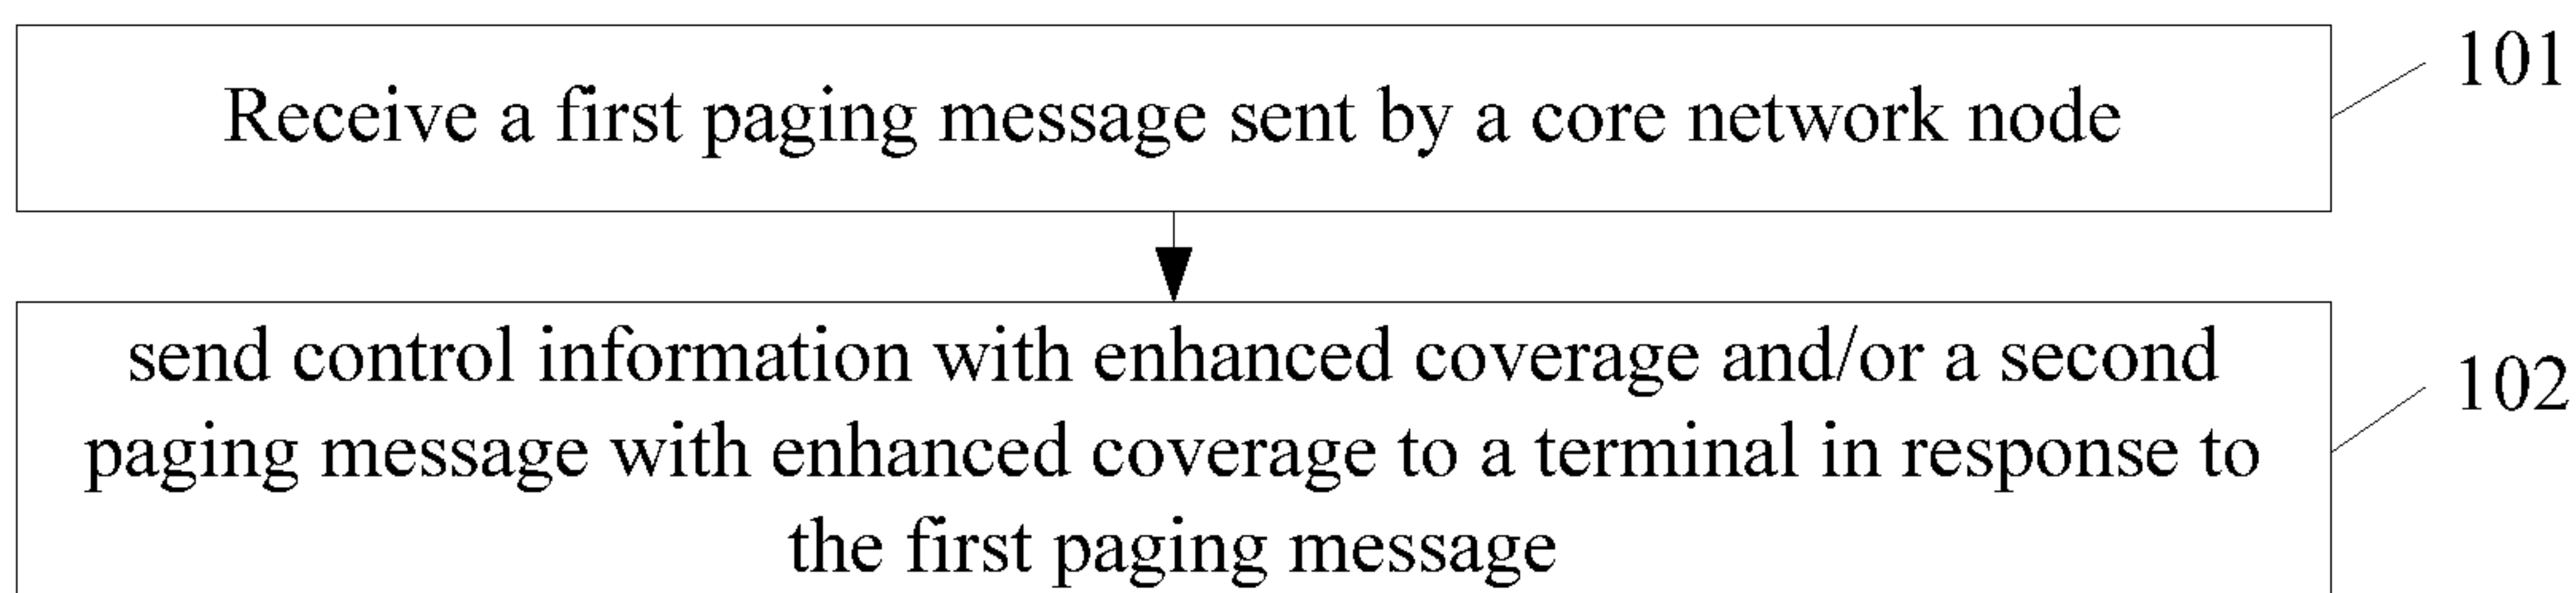 Receive a first paging message sent by a core network node
101
send control information with enhanced coverage and/or a second
paging message with enhanced coverage to a terminal in response to
the first paging message
102